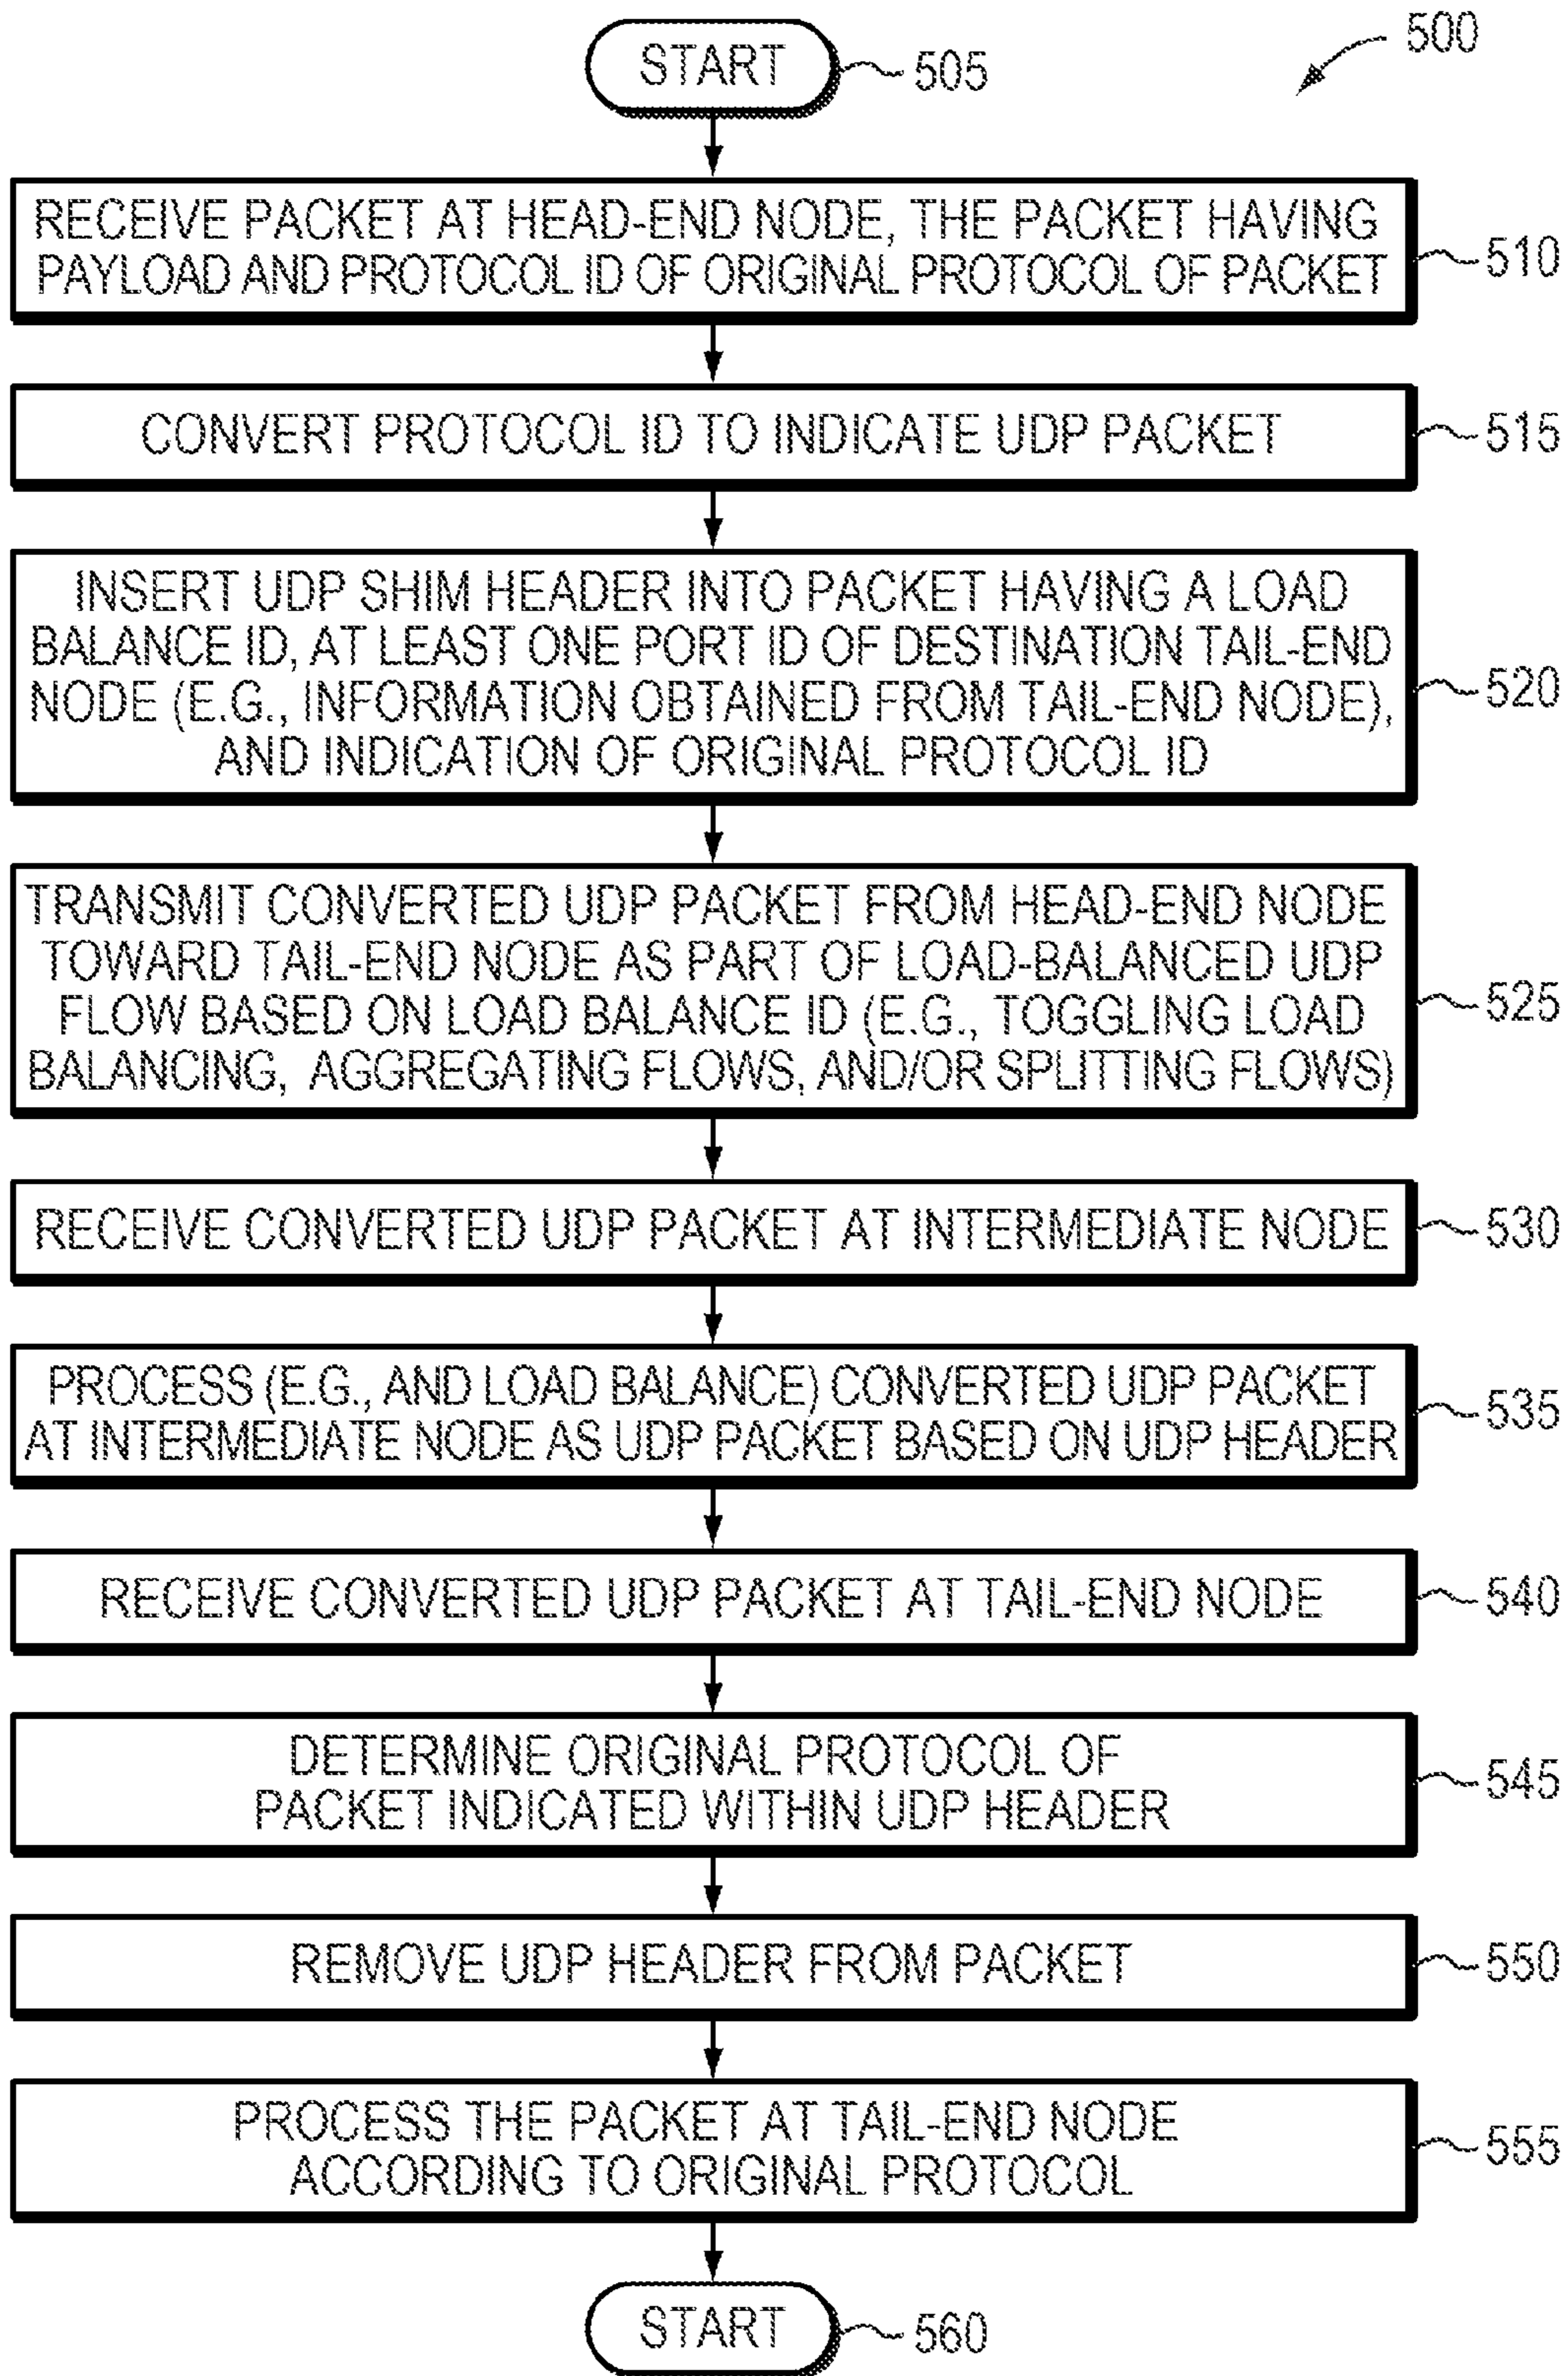 START
505
500
RECEIVE PACKET AT HEAD-END NODE, THE PACKET HAVING
PAYLOAD AND PROTOCOL ID OF ORIGINAL PROTOCOL OF PACKET
510
CONVERT PROTOCOL ID TO INDICATE UDP PACKET
515
INSERT UDP SHIM HEADER INTO PACKET HAVING A LOAD
BALANCE ID, AT LEAST ONE PORT ID OF DESTINATION TAIL-END
NODE (E.G., INFORMATION OBTAINED FROM TAIL-END NODE),
AND INDICATION OF ORIGINAL PROTOCOL ID
520
TRANSMIT CONVERTED UDP PACKET FROM HEAD-END NODE
TOWARD TAIL-END NODE AS PART OF LOAD-BALANCED UDP
FLOW BASED ON LOAD BALANCE ID (E.G., TOGGLING LOAD
BALANCING, AGGREGATING FLOWS, AND/OR SPLITTING FLOWS)
525
RECEIVE CONVERTED UDP PACKET AT INTERMEDIATE NODE
530
PROCESS (E.G., AND LOAD BALANCE) CONVERTED UDP PACKET
AT INTERMEDIATE NODE AS UDP PACKET BASED ON UDP HEADER
535
RECEIVE CONVERTED UDP PACKET AT TAIL-END NODE
540
DETERMINE ORIGINAL PROTOCOL OF
PACKET INDICATED WITHIN UDP HEADER
545
REMOVE UDP HEADER FROM PACKET
550
PROCESS THE PACKET AT TAIL-END NODE
ACCORDING TO ORIGINAL PROTOCOL
555
START
560